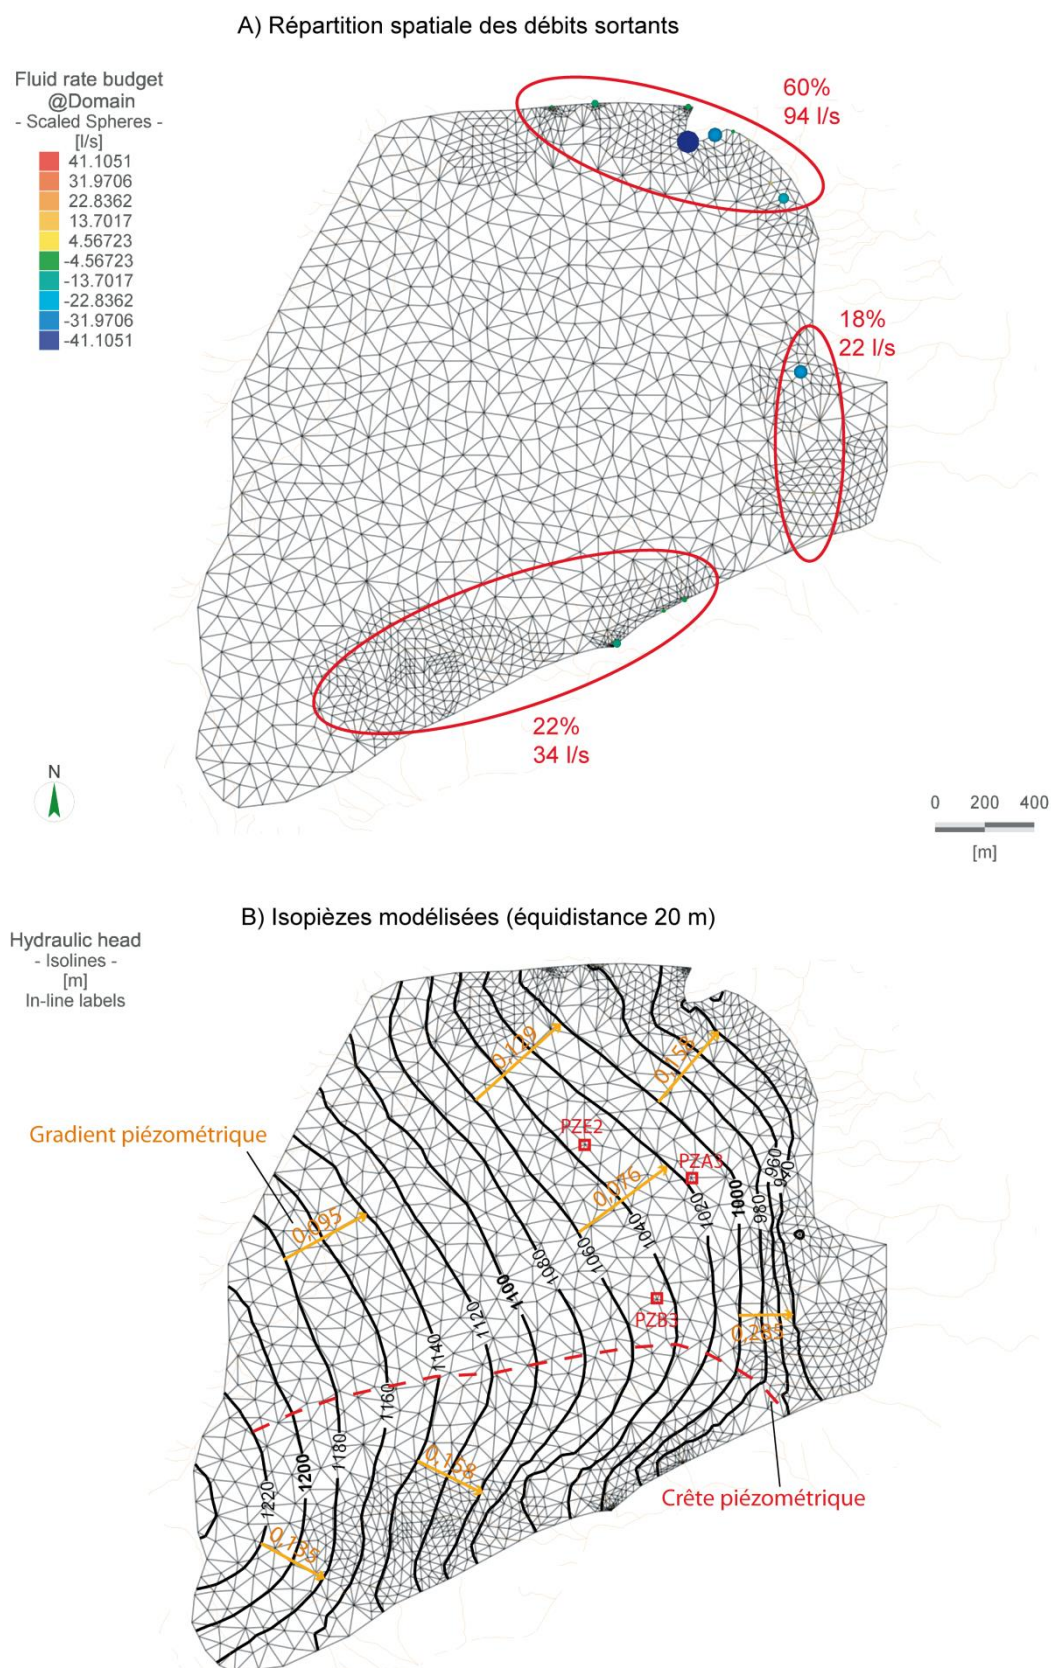 A) Répartition spatiale des débits sortants
Fluid rate budget
@Domain
- Scaled Spheres -
[l/s]
41.1051
31.9706
22.8362
13.7017
4.56723
-4.56723
-13.7017
-22.8362
-31.9706
-41.1051
60%
94 l/s
18%
22 l/s
22%
34 l/s
N
0 200 400
[m]
B) Isopièzes modélisées (équidistance 20 m)
Hydraulic head
- Isolines -
[m]
In-line labels
0,129
0,158
PZE2
PZA3
Gradient piézométrique
0,076
0,095
960
940
980
1000
1020
1040
1060
1080
1100
1120
1140
1160
1180
1200
1220
PZB3
0,285
0,158
0,135
Crête piézométrique